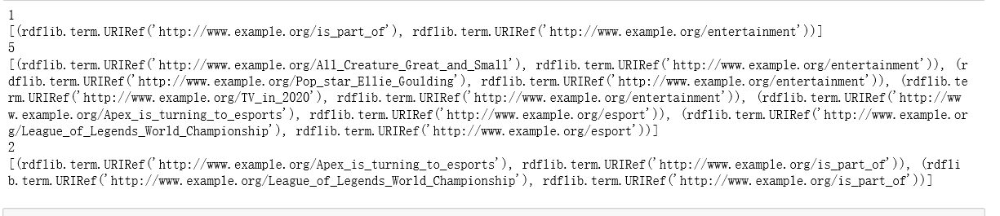 1
[(rdflib.term.URIRef('http://www.example.org/is_part_of'), rdflib.term.URIRef('http://www.example.org/entertainment'))]
5
[(rdflib.term.URIRef('http://www.example.org/All_Creature_Great_and_Small'), rdflib.term.URIRef('http://www.example.org/entertainment')), (r
dflib.term.URIRef('http://www.example.org/Pop_star_Ellie_Goulding'), rdflib.term.URIRef('http://www.example.org/entertainment')), (rdflib.te
rm.URIRef('http://www.example.org/TV_in_2020'), rdflib.term.URIRef('http://www.example.org/entertainment')), (rdflib.term.URIRef('http://ww
w.example.org/Apex_is_turning_to_esports'), rdflib.term.URIRef('http://www.example.org/esport')), (rdflib.term.URIRef('http://www.example.or
g/League_of_Legends_World_Championship'), rdflib.term.URIRef('http://www.example.org/esport'))]
2
[(rdflib.term.URIRef('http://www.example.org/Apex_is_turning_to_esports'), rdflib.term.URIRef('http://www.example.org/is_part_of')), (rdfli
b.term.URIRef('http://www.example.org/League_of_Legends_World_Championship'), rdflib.term.URIRef('http://www.example.org/is_part_of'))]